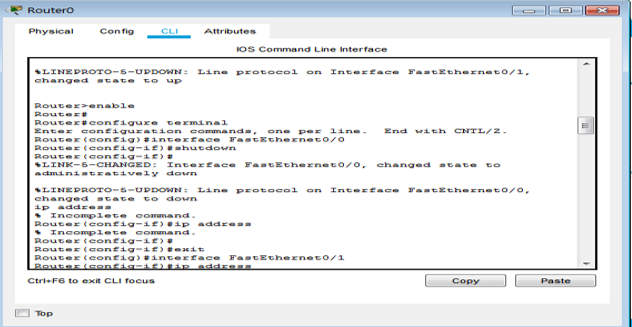 Router0
Physical Config CLI Attributes
IOS Command Line Interface
%LINEPROTO-5-UPDOWN: Line protocol on Interface FastEthernet0/1,
changed state to up
Router>enable
Router#
Router#configure terminal
Enter configuration commands, one per line. End with CNTL/Z.
Router(config)#interface FastEthernet0/0
Router(config-if)#shutdown
Router(config-if)#
%LINK-5-CHANGED: Interface FastEthernet0/0, changed state to
administratively down
%LINEPROTO-5-UPDOWN: Line protocol on Interface FastEthernet0/0,
changed state to down
ip address
% Incomplete command.
Router(config-if)#ip address
% Incomplete command.
Router(config-if)#
Router(config-if)#exit
Router(config)#interface FastEthernet0/1
Router(config-if)#ip address
Ctrl+F6 to exit CLI focus
Copy Paste
Top